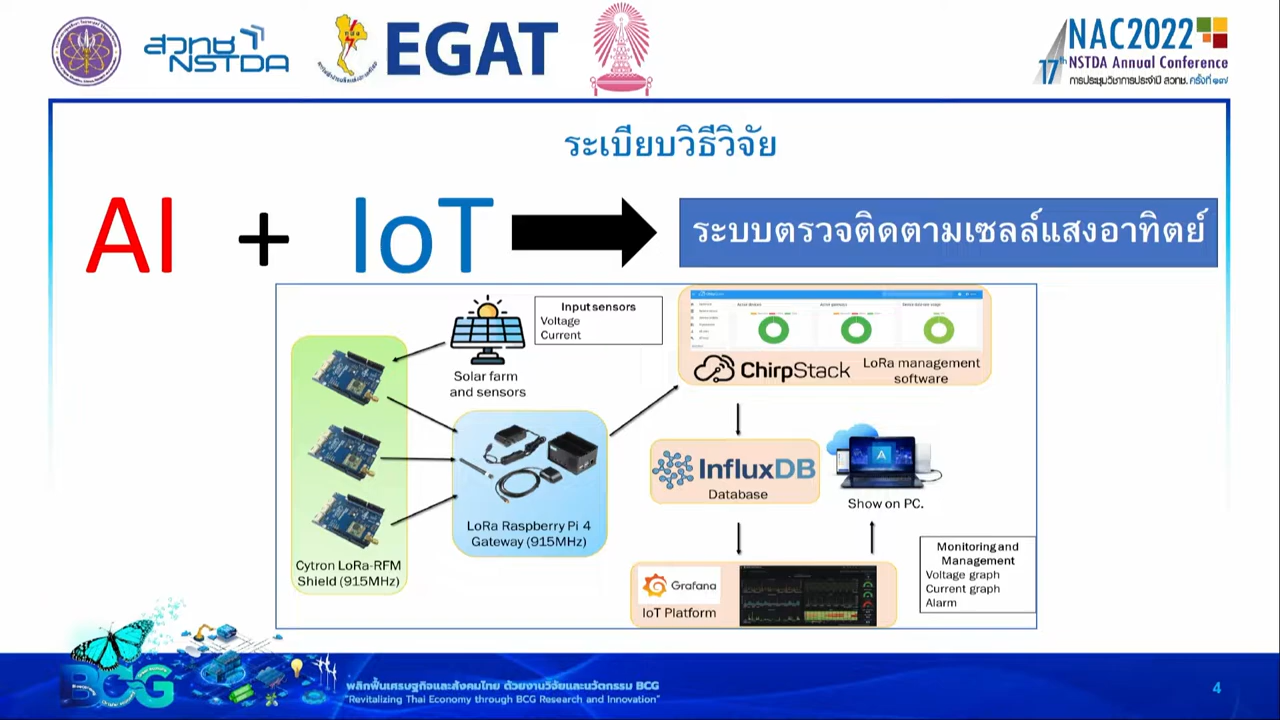 สวทช
NSTDA
EGAT
NAC2022
17th NSTDA Annual Conference
การประชุมวิชาการประจำปี สวทช. ครั้งที่ ๑๗
ระเบียบวิธีวิจัย
AI + IoT
ระบบตรวจติดตามเซลล์แสงอาทิตย์
Input sensors
Voltage
Current
Solar farm
and sensors
ChirpStack
LoRa management
software
InfluxDB
Database
Show on PC.
LoRa Raspberry Pi 4
Gateway (915MHz)
Cytron LoRa-RFM
Shield (915MHz)
Grafana
IoT Platform
Monitoring and
Management
Voltage graph
Current graph
Alarm
BCG
พลิกฟื้นเศรษฐกิจและสังคมไทย ด้วยงานวิจัยและนวัตกรรม BCG
"Revitalizing Thai Economy through BCG Research and Innovation"
4